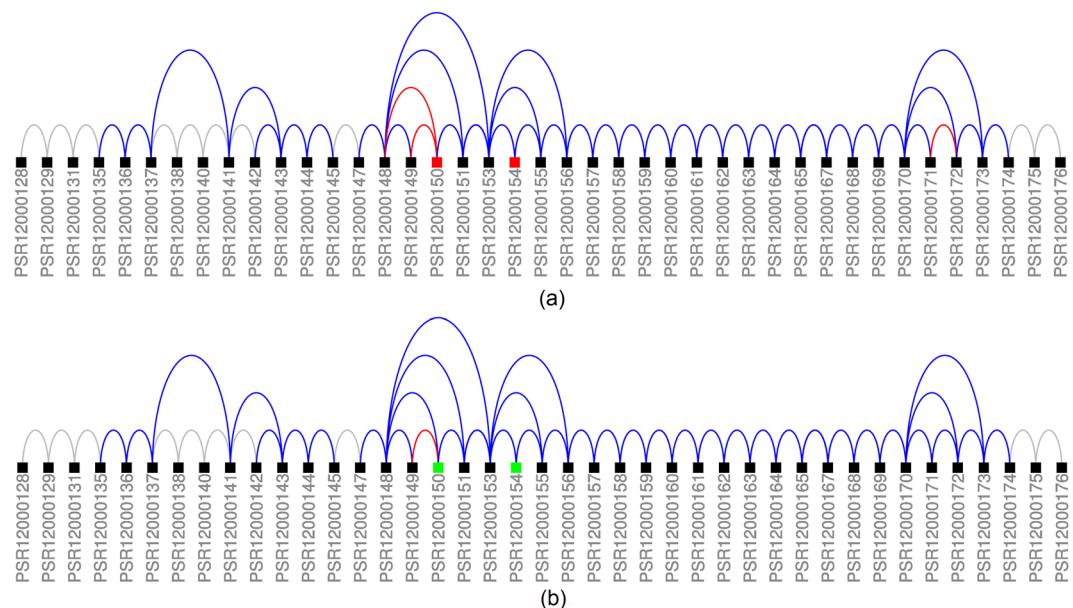 PSR12000128
PSR12000129
PSR12000131
PSR12000135
PSR12000136
PSR12000137
PSR12000138
PSR12000140
PSR12000141
PSR12000142
PSR12000143
PSR12000144
PSR12000145
PSR12000147
PSR12000148
PSR12000149
PSR12000150
PSR12000151
PSR12000153
PSR12000154
PSR12000155
PSR12000156
PSR12000157
PSR12000158
PSR12000159
PSR12000160
PSR12000161
PSR12000162
PSR12000163
PSR12000164
PSR12000165
PSR12000167
PSR12000168
PSR12000169
PSR12000170
PSR12000171
PSR12000172
PSR12000173
PSR12000174
PSR12000175
PSR12000176
(a)
PSR12000128
PSR12000129
PSR12000131
PSR12000135
PSR12000136
PSR12000137
PSR12000138
PSR12000140
PSR12000141
PSR12000142
PSR12000143
PSR12000144
PSR12000145
PSR12000147
PSR12000148
PSR12000149
PSR12000150
PSR12000151
PSR12000153
PSR12000154
PSR12000155
PSR12000156
PSR12000157
PSR12000158
PSR12000159
PSR12000160
PSR12000161
PSR12000162
PSR12000163
PSR12000164
PSR12000165
PSR12000167
PSR12000168
PSR12000169
PSR12000170
PSR12000171
PSR12000172
PSR12000173
PSR12000174
PSR12000175
PSR12000176
(b)